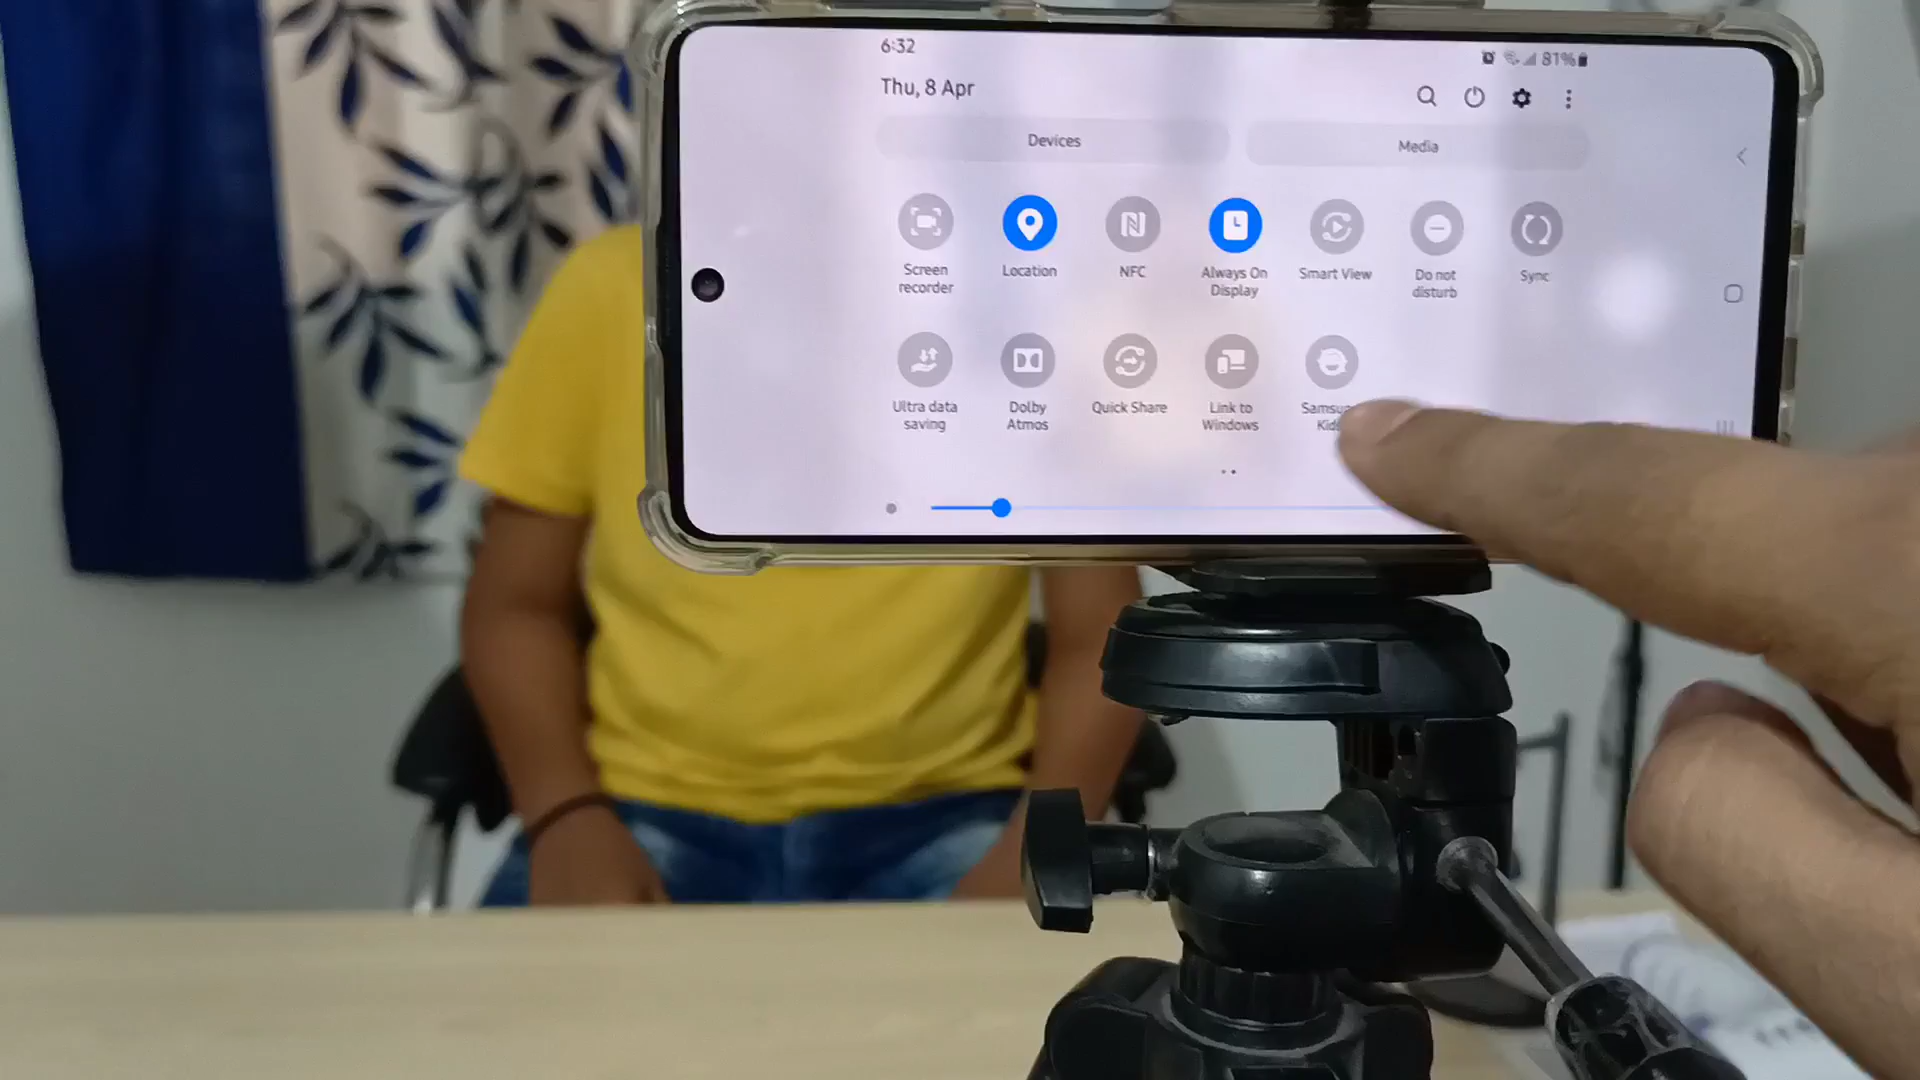 6:32
81%
Thu, 8 Apr
Devices
Media
Screen
recorder
Location
NFC
Always On
Display
Smart View
Do not
disturb
Sync
Ultra data
saving
Dolby
Atmos
Quick Share
Link to
Windows